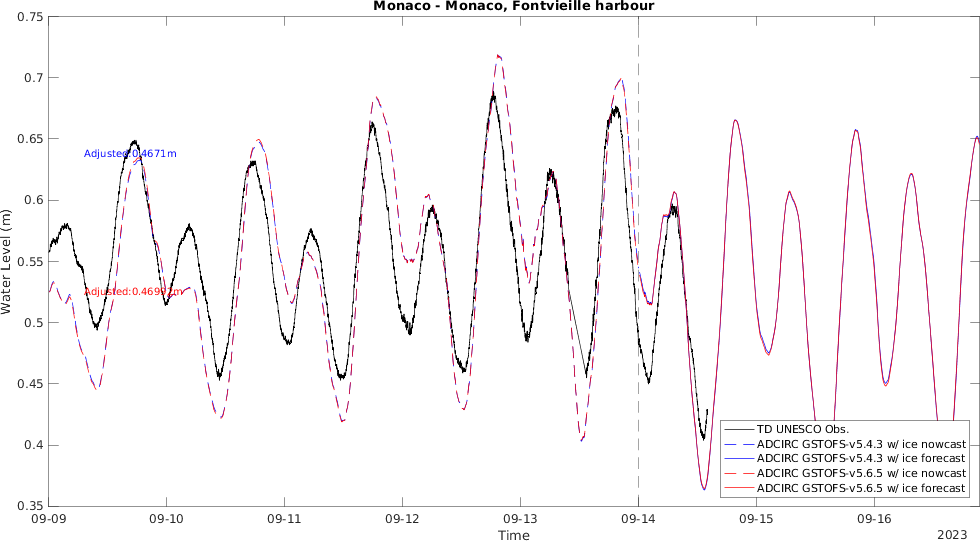 Monaco - Monaco, Fontvieille harbour
0.75
0.7
0.65
0.6
0.55
0.5
0.45
0.4
0.35
Water Level (m)
Adjusted:0.4671m
TD UNESCO Obs.
ADCIRC GSTOFS-v5.4.3 w/ ice nowcast
ADCIRC GSTOFS-v5.4.3 w/ ice forecast
ADCIRC GSTOFS-v5.6.5 w/ ice nowcast
ADCIRC GSTOFS-v5.6.5 w/ ice forecast
09-09 09-10 09-11 09-12 09-13 09-14 09-15 09-16
Time
2023